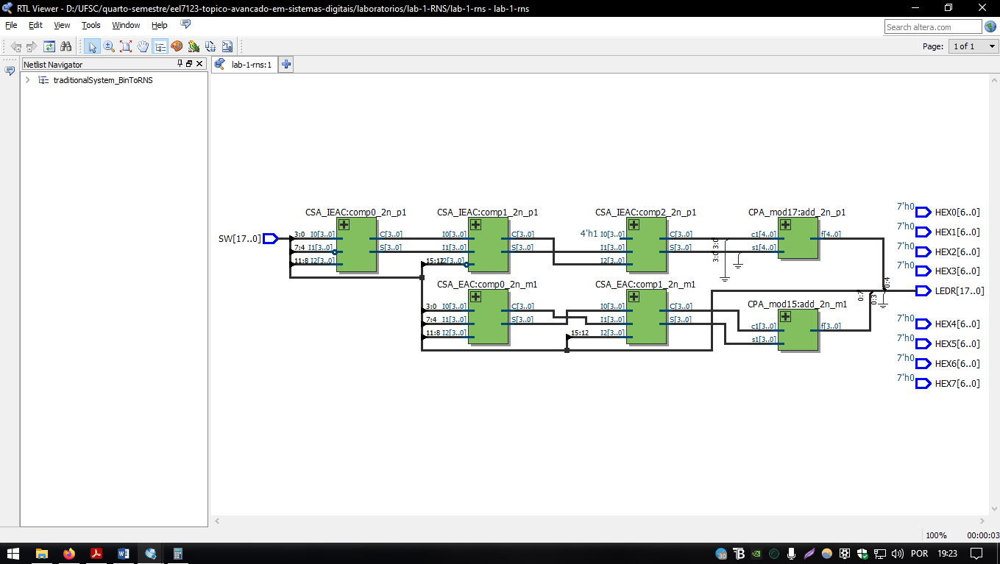 RTL Viewer - D:/UFSC/quarto-semestre/eel7123-topico-avancado-em-sistemas-digitais/laboratorios/lab-1-RNS/lab-1-rns - lab-1-rns
File Edit View Tools Window Help
Search altera.com
Page: 1 of 1
Netlist Navigator
lab-1-rns:1
traditionalSystem_BinToRNS
CSA_IEAC:comp0_2n_p1 CSA_IEAC:comp1_2n_p1 CSA_IEAC:comp2_2n_p1 CPA_mod17:add_2n_p1
7'h0 HEX0[6..0]
SW[17..0] 3:0 I0[3..0] C[3..0] I0[3..0] C[3..0] 4'h1 I0[3..0] C[3..0] 3:0 3:0 c1[4..0] f[4..0]
7'h0 HEX1[6..0]
7:4 I1[3..0] S[3..0] I1[3..0] S[3..0] I1[3..0] S[3..0] s1[4..0]
7'h0 HEX2[6..0]
11:8 I2[3..0] 15:12 I2[3..0] I2[3..0]
7'h0 HEX3[6..0]
CSA_EAC:comp0_2n_m1 CSA_EAC:comp1_2n_m1
0:4
LEDR[17..0]
0:7 0:3
CPA_mod15:add_2n_m1
3:0 I0[3..0] C[3..0] I0[3..0] C[3..0]
7:4 I1[3..0] S[3..0] I1[3..0] S[3..0]
7'h0 HEX4[6..0]
c1[3..0] f[3..0]
11:8 I2[3..0] 15:12 I2[3..0]
s1[3..0]
7'h0 HEX5[6..0]
7'h0 HEX6[6..0]
7'h0 HEX7[6..0]
100% 00:00:03
30 POR 19:23